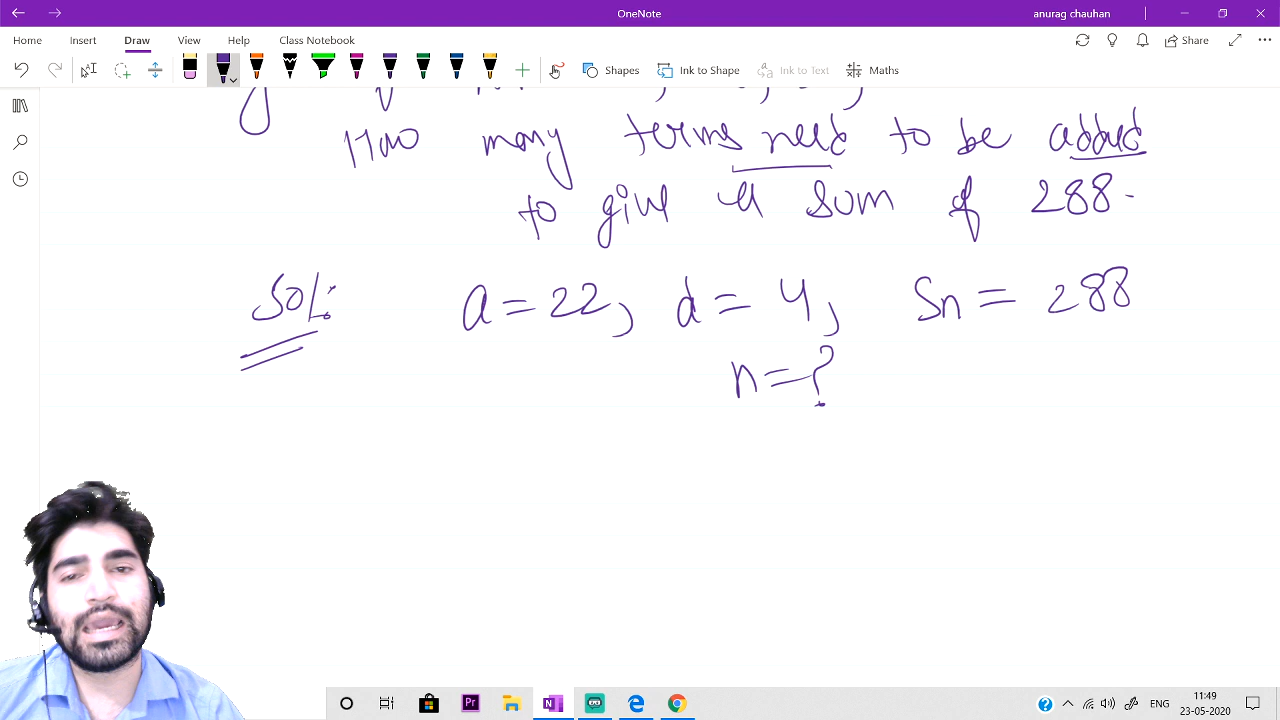 OneNote
anurag chauhan
Home Insert Draw View Help Class Notebook
Share
Shapes Ink to Shape Ink to Text Maths
How many terms need to be added
to give a sum of 288.
Sol:
a = 22, d = 4, Sn = 288
n = ?
Pr
N
?
ENG
11:49
23-05-2020